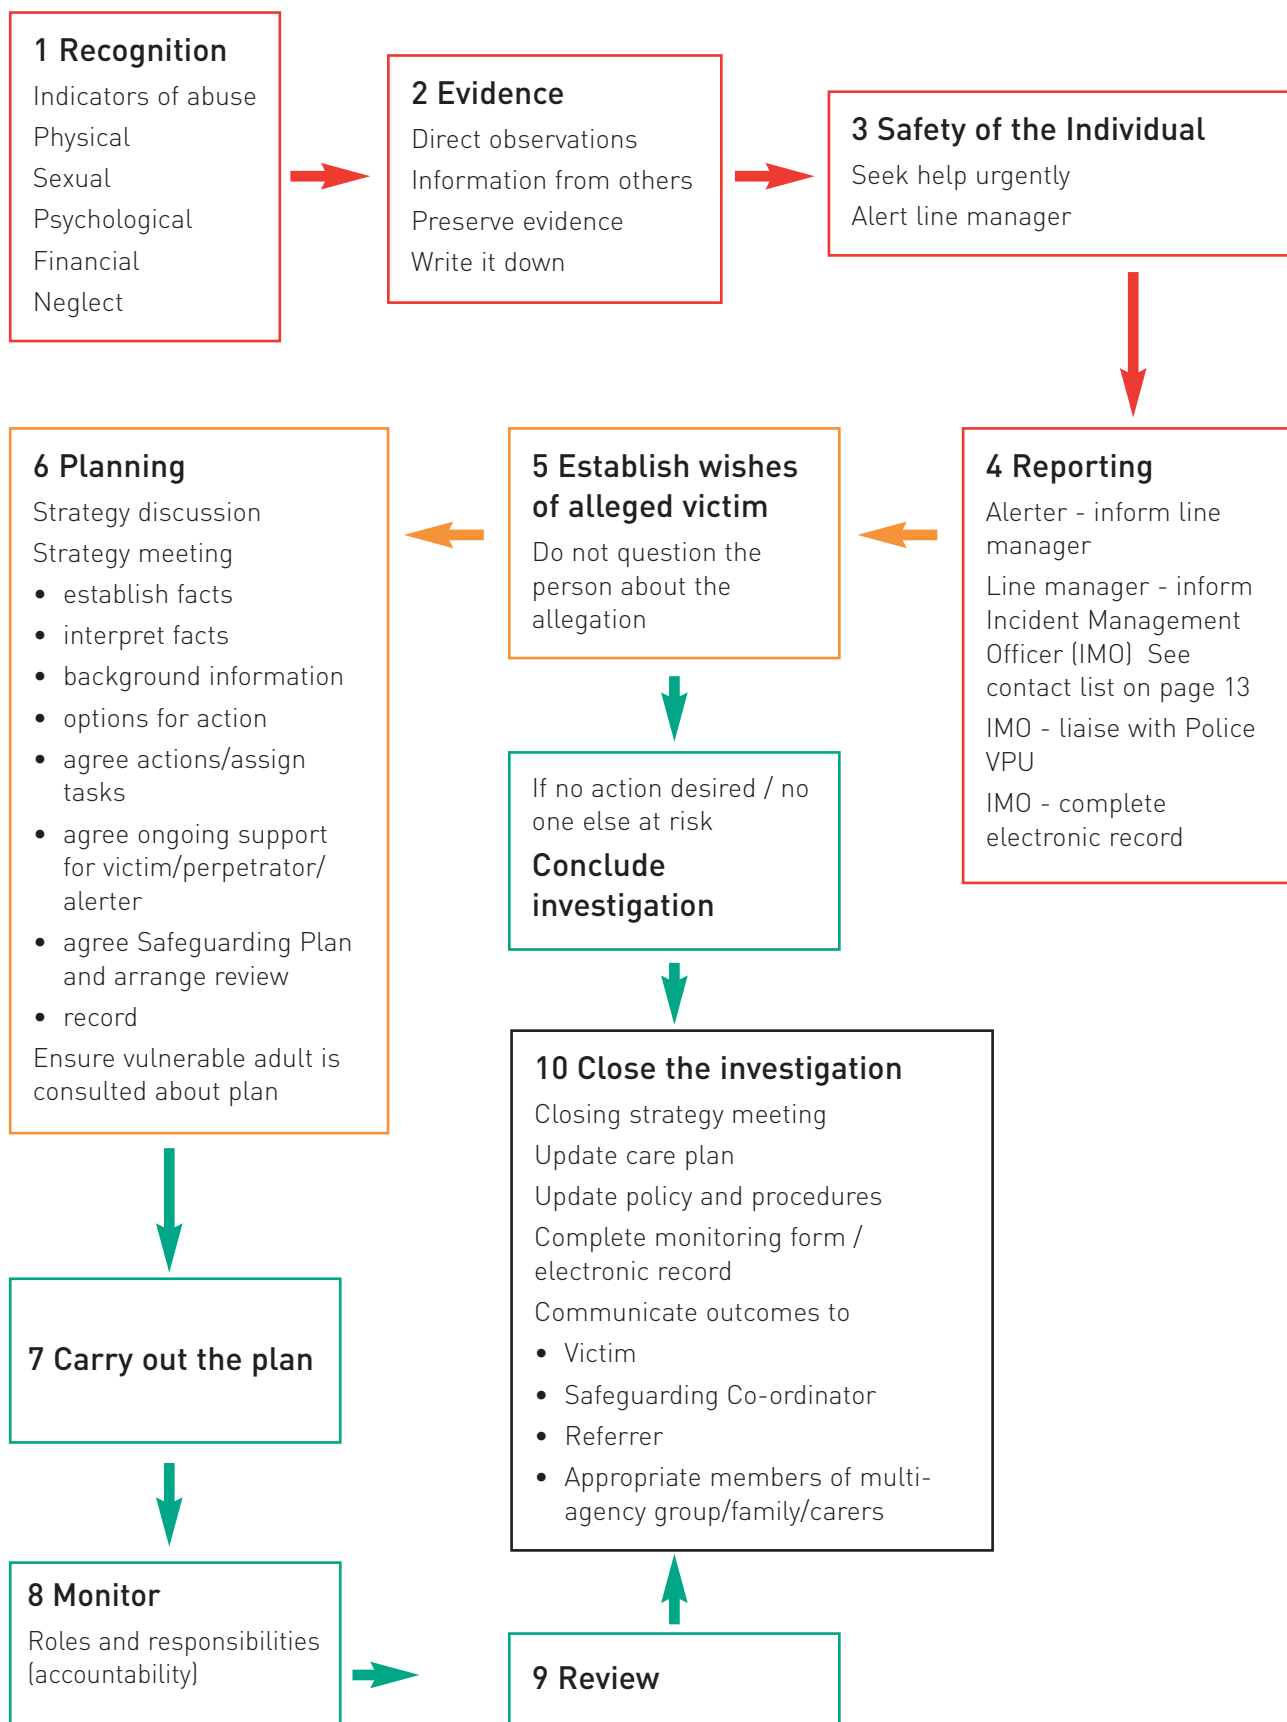 1 Recognition
Indicators of abuse
Physical
Sexual
Psychological
Financial
Neglect
2 Evidence
Direct observations
Information from others
Preserve evidence
Write it down
3 Safety of the Individual
Seek help urgently
Alert line manager
4 Reporting
Alerter - inform line
manager
Line manager - inform
Incident Management
Officer (IMO)  See
contact list on page 13
IMO - liaise with Police
VPU
IMO - complete
electronic record
5 Establish wishes
of alleged victim
Do not question the
person about the
allegation
If no action desired / no
one else at risk
Conclude
investigation
6 Planning
Strategy discussion
Strategy meeting
• establish facts
• interpret facts
• background information
• options for action
• agree actions/assign
tasks
• agree ongoing support
for victim/perpetrator/
alerter
• agree Safeguarding Plan
and arrange review
• record
Ensure vulnerable adult is
consulted about plan
7 Carry out the plan
8 Monitor
Roles and responsibilities
(accountability)
9 Review
10 Close the investigation
Closing strategy meeting
Update care plan
Update policy and procedures
Complete monitoring form /
electronic record
Communicate outcomes to
• Victim
• Safeguarding Co-ordinator
• Referrer
• Appropriate members of multi-
agency group/family/carers